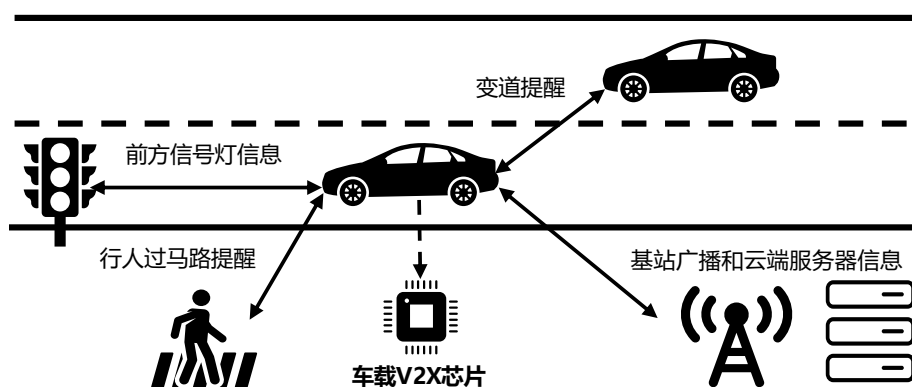 变道提醒
前方信号灯信息
行人过马路提醒
基站广播和云端服务器信息
车载V2X芯片